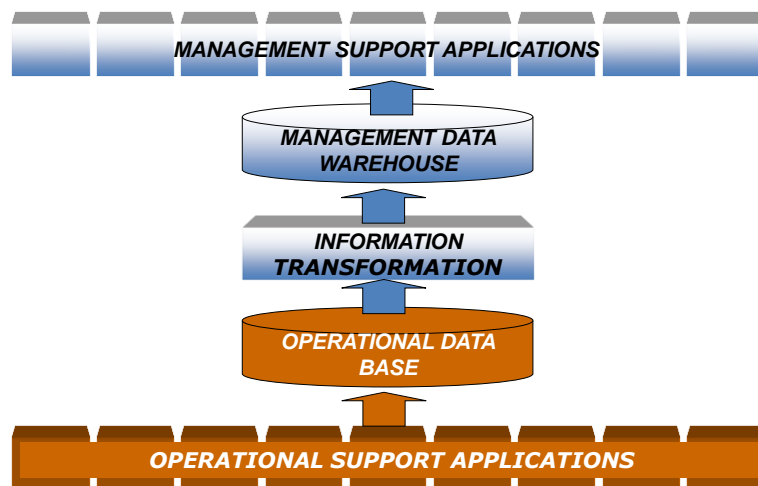 MANAGEMENT SUPPORT APPLICATIONS
MANAGEMENT DATA
WAREHOUSE
INFORMATION
TRANSFORMATION
OPERATIONAL DATA
BASE
OPERATIONAL SUPPORT APPLICATIONS